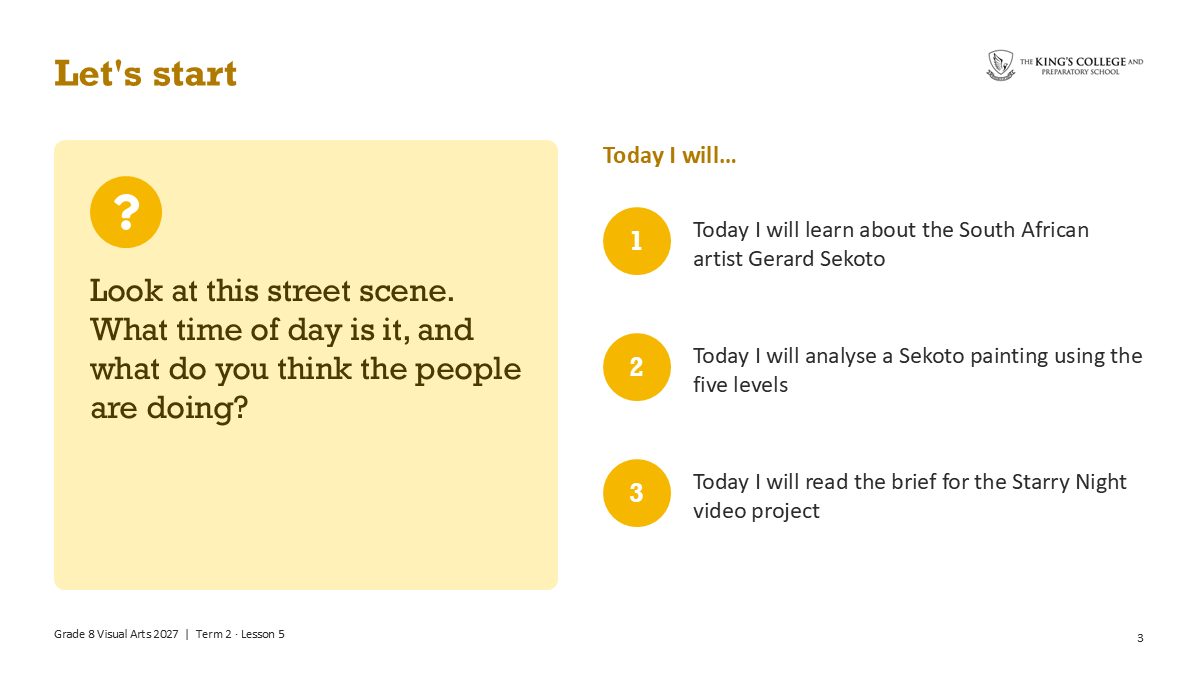 Let's start
THE KING'S COLLEGE AND
PREPARATORY SCHOOL
?
Look at this street scene.
What time of day is it, and
what do you think the people
are doing?
Today I will...
1
Today I will learn about the South African
artist Gerard Sekoto
2
Today I will analyse a Sekoto painting using the
five levels
3
Today I will read the brief for the Starry Night
video project
Grade 8 Visual Arts 2027 | Term 2 · Lesson 5
3